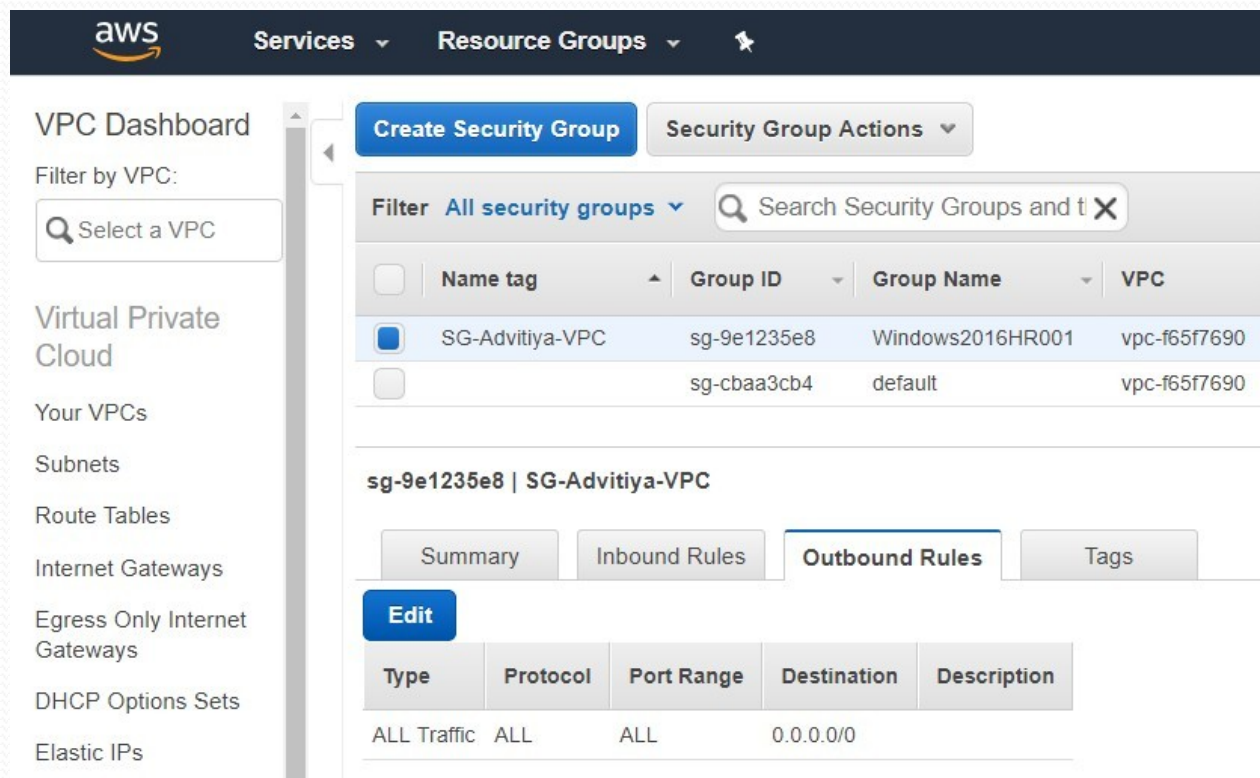 aws Services Resource Groups
VPC Dashboard
Filter by VPC:
Select a VPC
Virtual Private
Cloud
Your VPCs
Subnets
Route Tables
Internet Gateways
Egress Only Internet
Gateways
DHCP Options Sets
Elastic IPs
Create Security Group Security Group Actions
Filter All security groups Search Security Groups and t
Name tag Group ID Group Name VPC
SG-Advitiya-VPC sg-9e1235e8 Windows2016HR001 vpc-f65f7690
sg-cbaa3cb4 default vpc-f65f7690
sg-9e1235e8 | SG-Advitiya-VPC
Summary Inbound Rules Outbound Rules Tags
Edit
Type Protocol Port Range Destination Description
ALL Traffic ALL ALL 0.0.0.0/0